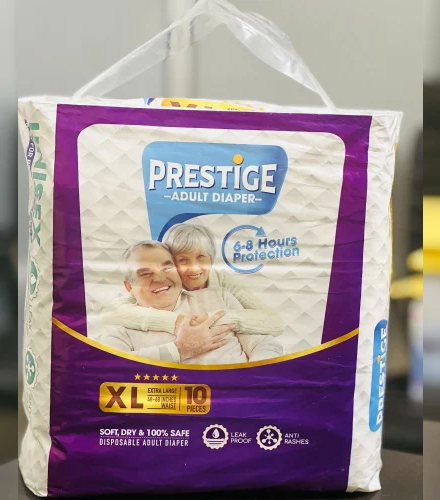 PRESTIGE
ADULT DIAPER
6-8 Hours
Protection
XL
EXTRA LARGE
WAIST
10
PIECES
SOFT, DRY & 100% SAFE
DISPOSABLE ADULT DIAPER
LEAK
PROOF
ANTI
RASHES
Unisex
PRESTIGE